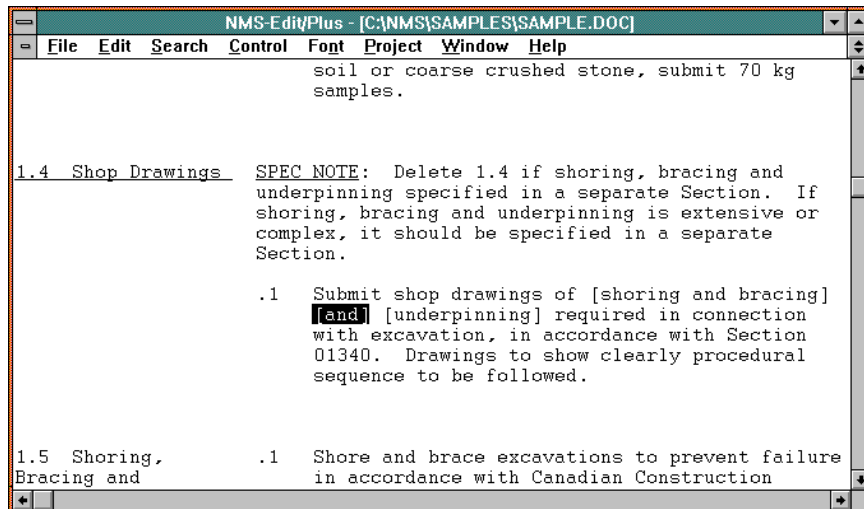 NMS-Edit/Plus - [C:\NMS\SAMPLES\SAMPLE.DOC]
File Edit Search Control Font Project Window Help
soil or coarse crushed stone, submit 70 kg
samples.
1.4 Shop Drawings SPEC NOTE: Delete 1.4 if shoring, bracing and
underpinning specified in a separate Section. If
shoring, bracing and underpinning is extensive or
complex, it should be specified in a separate
Section.
.1 Submit shop drawings of [shoring and bracing]
[and] [underpinning] required in connection
with excavation, in accordance with Section
01340. Drawings to show clearly procedural
sequence to be followed.
1.5 Shoring, .1 Shore and brace excavations to prevent failure
Bracing and in accordance with Canadian Construction